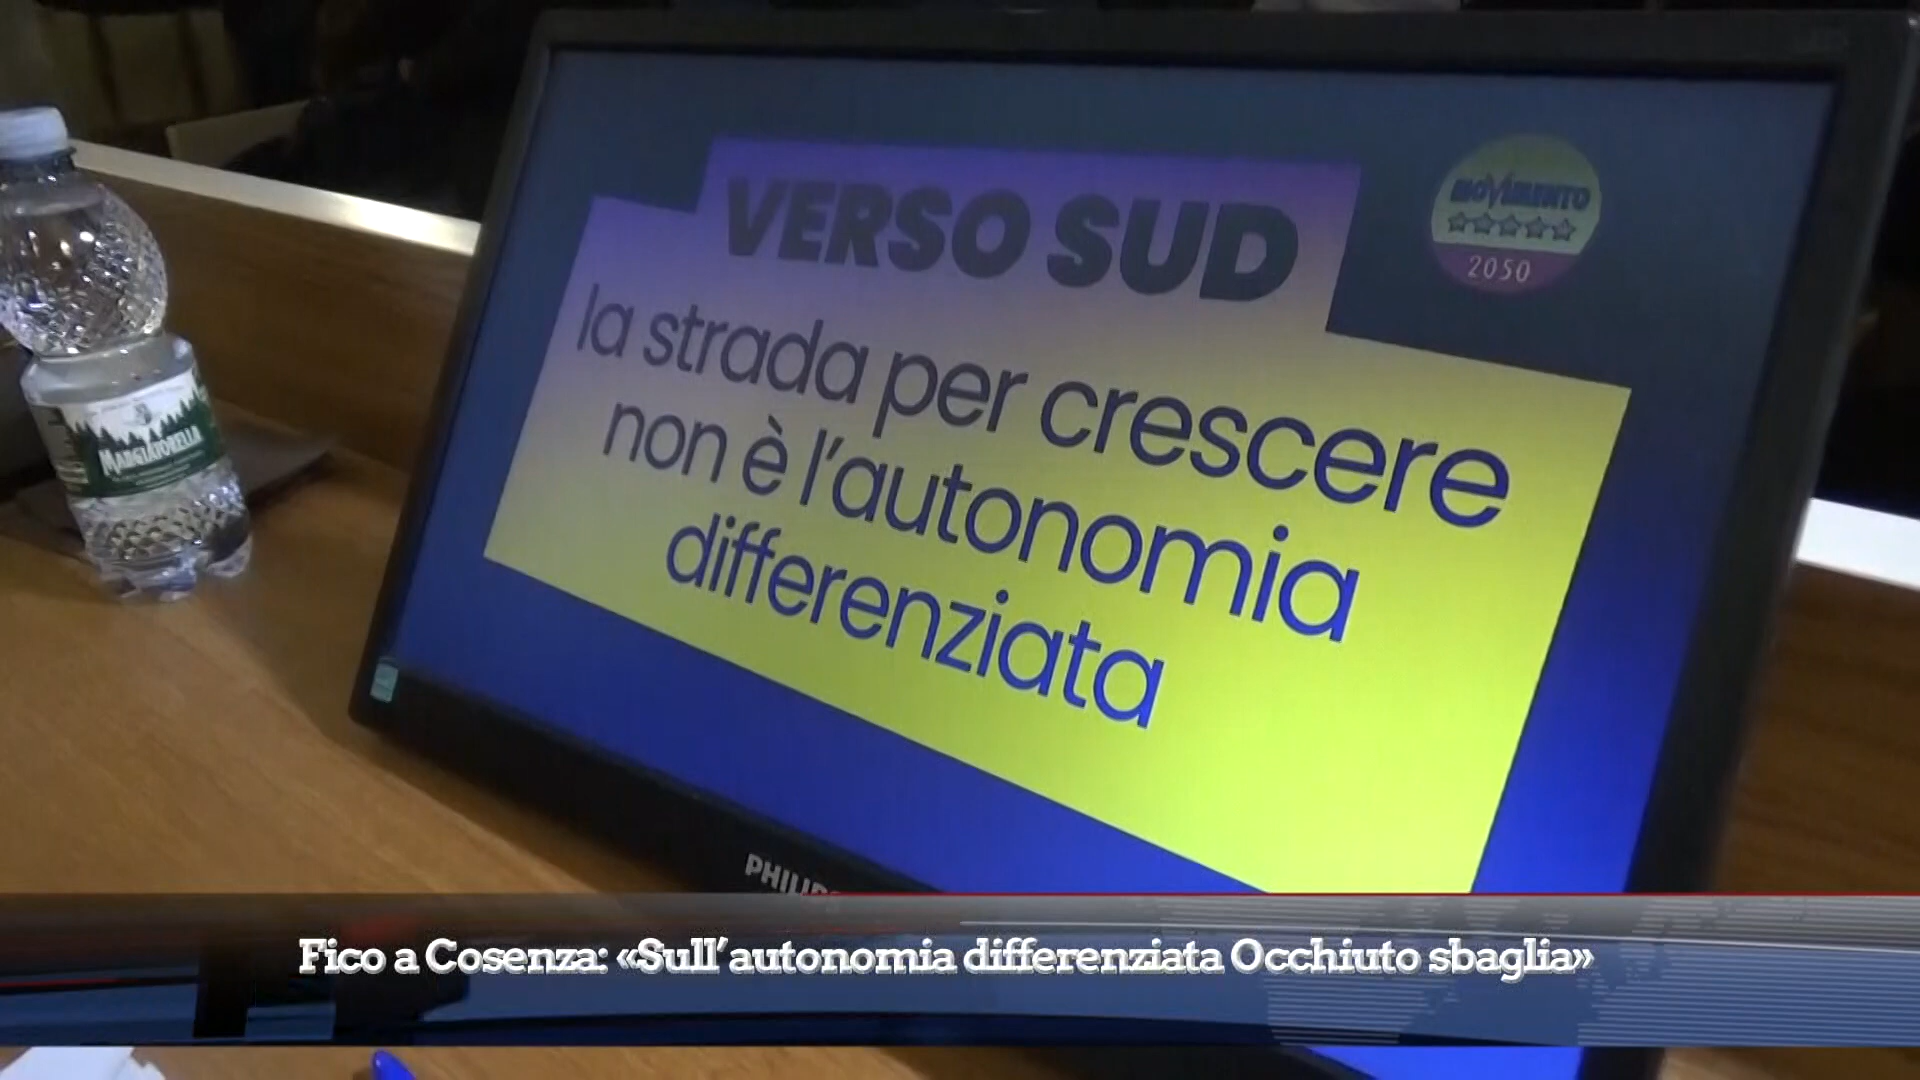 VERSO SUD
la strada per crescere
non è l'autonomia
differenziata
MOVIMENTO
2050
MANGIATORELLA
PHILIPS
Fico a Cosenza: «Sull'autonomia differenziata Occhiuto sbaglia»